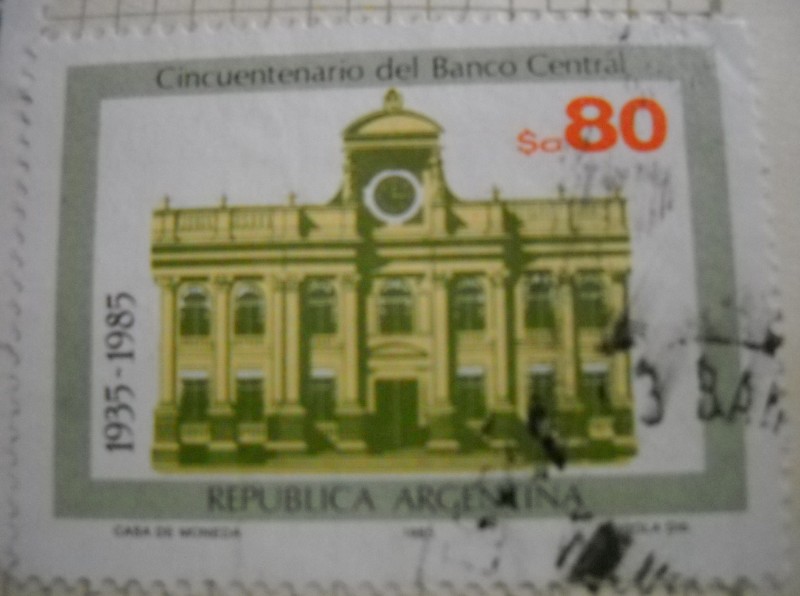 Cincuentenario del Banco Central
$a80
1935-1985
REPUBLICA ARGENTINA
CASA DE MONEDA